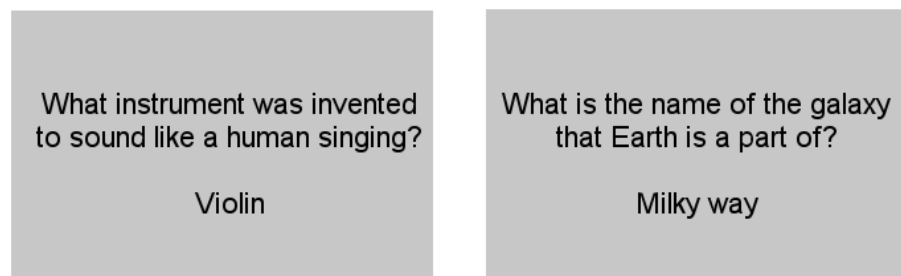 What instrument was invented
to sound like a human singing?
Violin
What is the name of the galaxy
that Earth is a part of?
Milky way